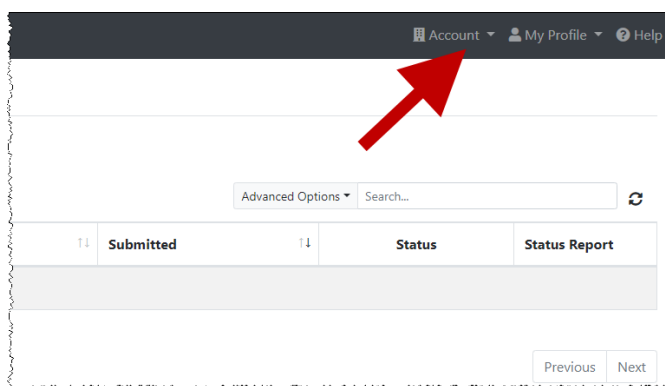 Account My Profile Help
Advanced Options Search...
Submitted Status Status Report
Previous Next